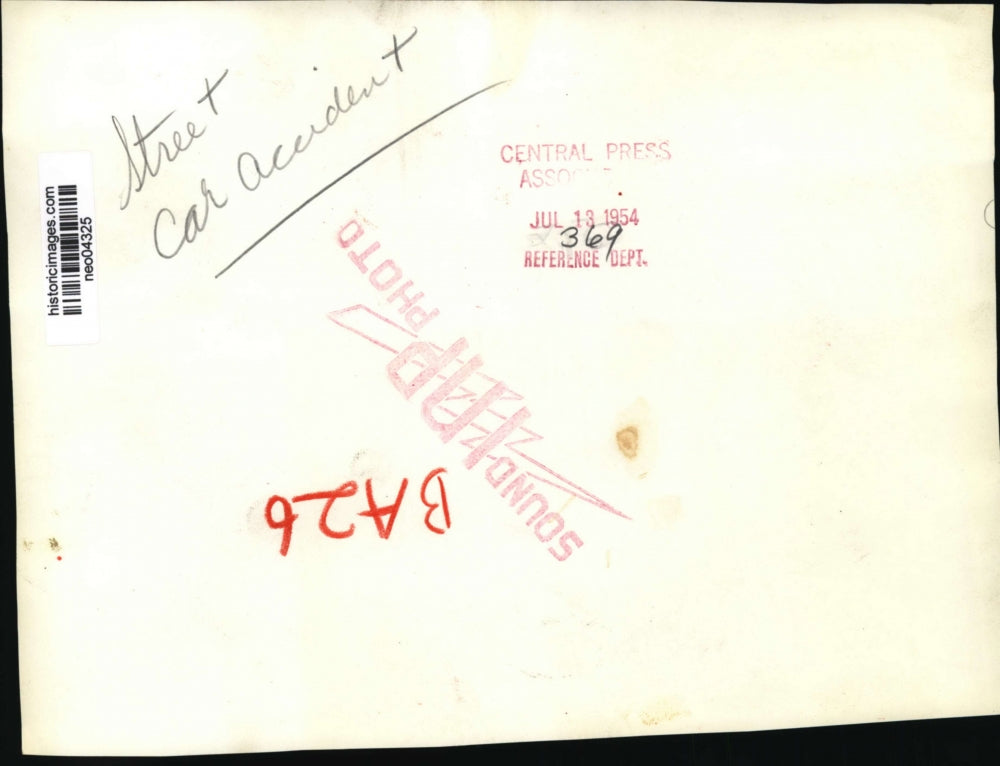 Street
Car accident
CENTRAL PRESS
JUL 13 1954
369
REFERENCE DEPT.
historicimages.com
neo04325
SOUND PHOTO
BA26